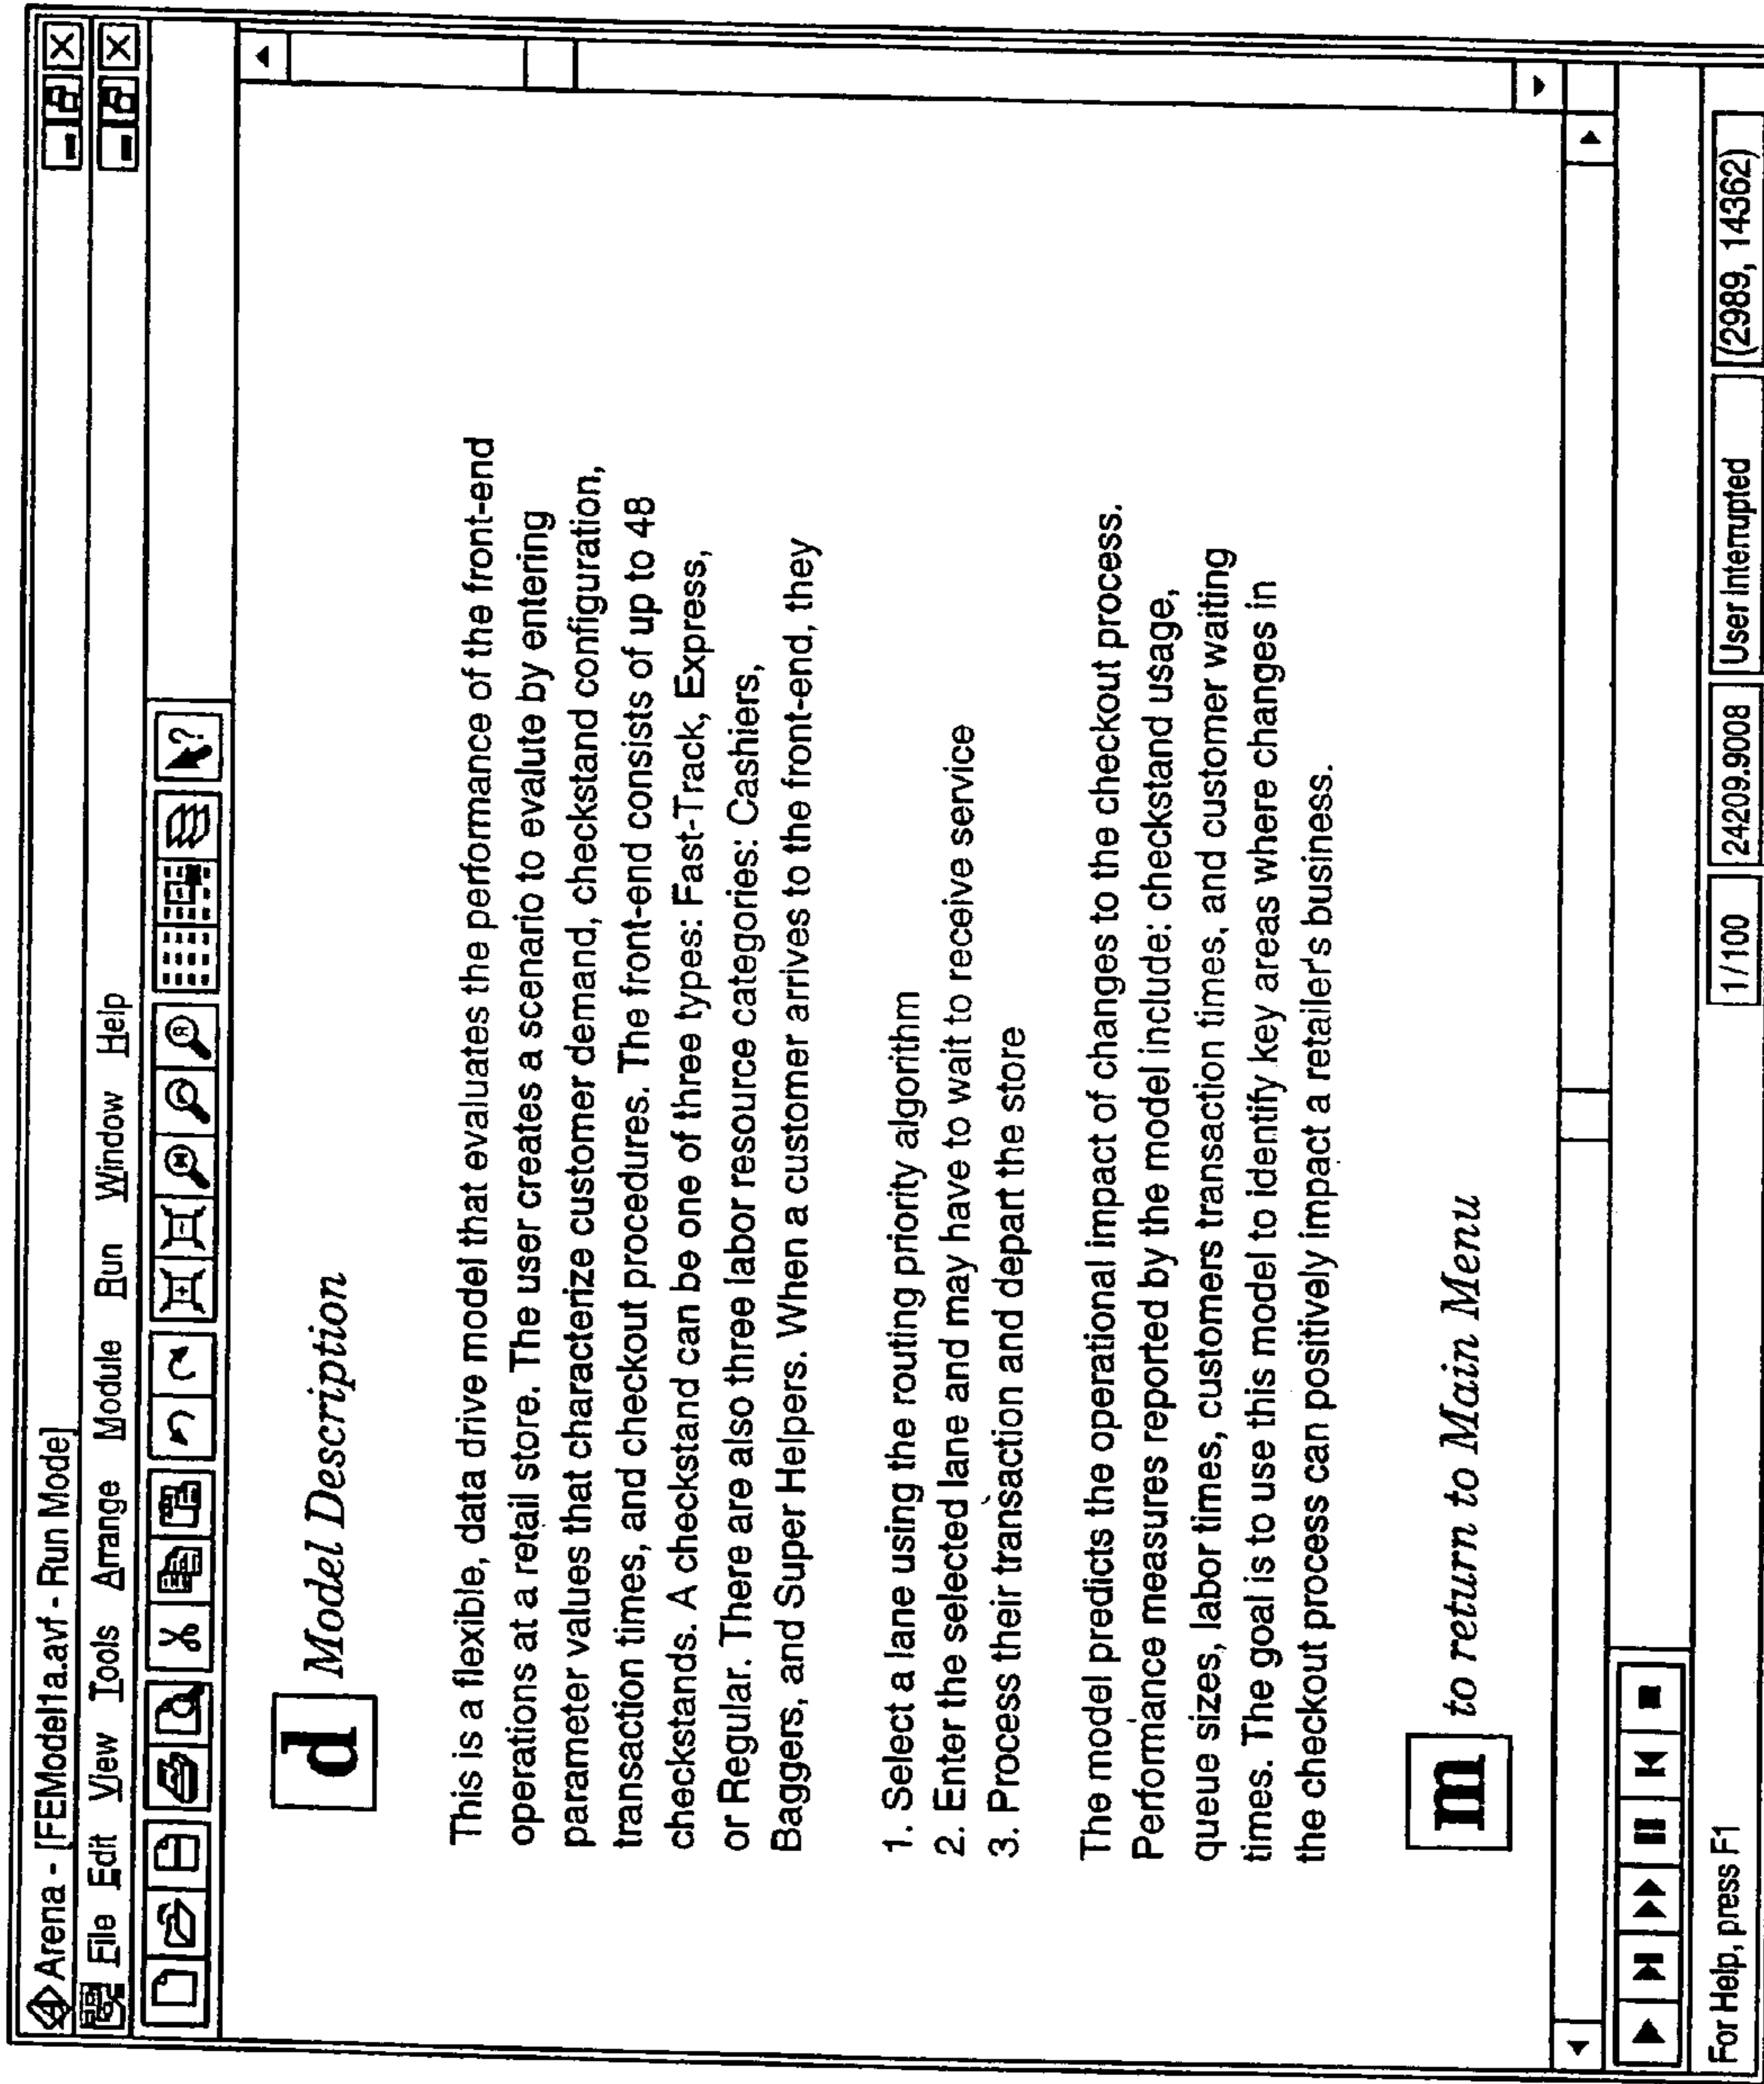 Arena - [FEModel1a.avf - Run Mode]
File Edit View Tools Arrange Module Run Window Help
d Model Description
This is a flexible, data drive model that evaluates the performance of the front-end
operations at a retail store. The user creates a scenario to evalute by entering
parameter values that characterize customer demand, checkstand configuration,
transaction times, and checkout procedures. The front-end consists of up to 48
checkstands. A checkstand can be one of three types: Fast-Track, Express,
or Regular. There are also three labor resource categories: Cashiers,
Baggers, and Super Helpers. When a customer arrives to the front-end, they
1. Select a lane using the routing priority algorithm
2. Enter the selected lane and may have to wait to receive service
3. Process their transaction and depart the store
The model predicts the operational impact of changes to the checkout process.
Performance measures reported by the model include: checkstand usage,
queue sizes, labor times, customers transaction times, and customer waiting
times. The goal is to use this model to identify key areas where changes in
the checkout process can positively impact a retailer's business.
m to return to Main Menu
For Help, press F1 1/100 24209.9008 User Interrupted (2989, 14362)